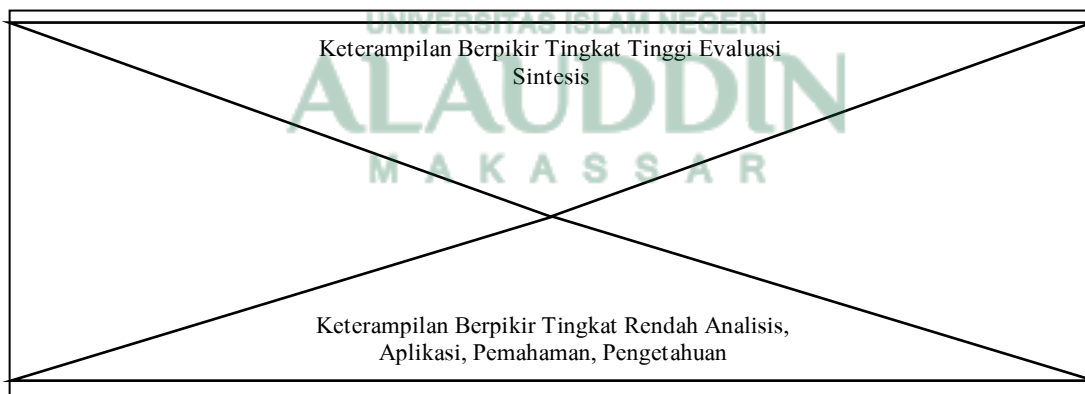 UNIVERSITAS ISLAM NEGERI
Keterampilan Berpikir Tingkat Tinggi Evaluasi
Sintesis
ALAUDDIN
MAKASSAR
Keterampilan Berpikir Tingkat Rendah Analisis,
Aplikasi, Pemahaman, Pengetahuan